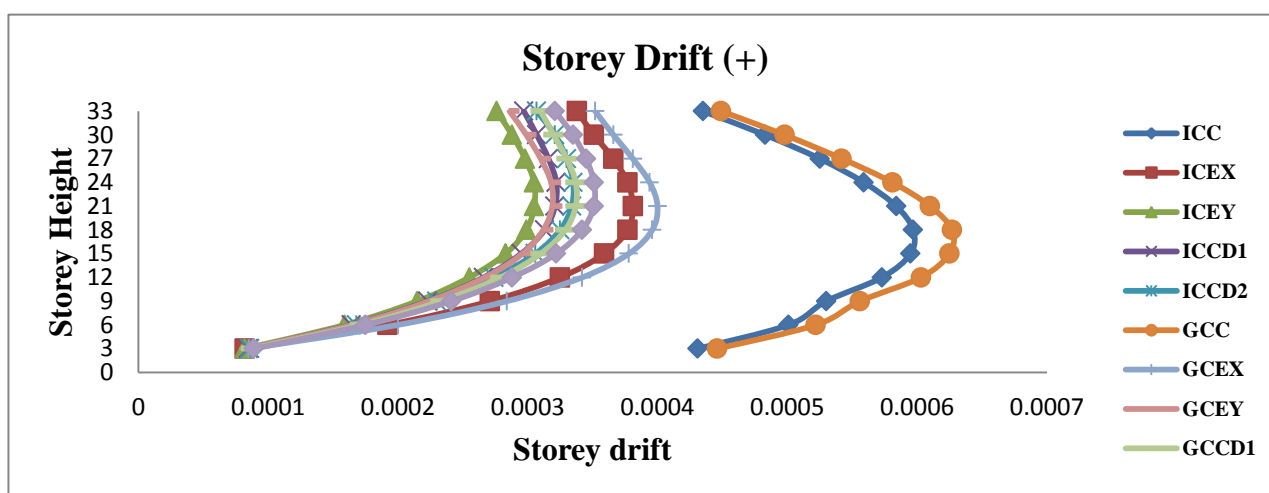 Storey Drift (+)
Storey Height
33
30
27
24
21
18
15
12
9
6
3
0
0
0.0001
0.0002
0.0003
0.0004
0.0005
0.0006
0.0007
Storey drift
ICC
ICEX
ICEY
ICCD1
ICCD2
GCC
GCEX
GCEY
GCCD1